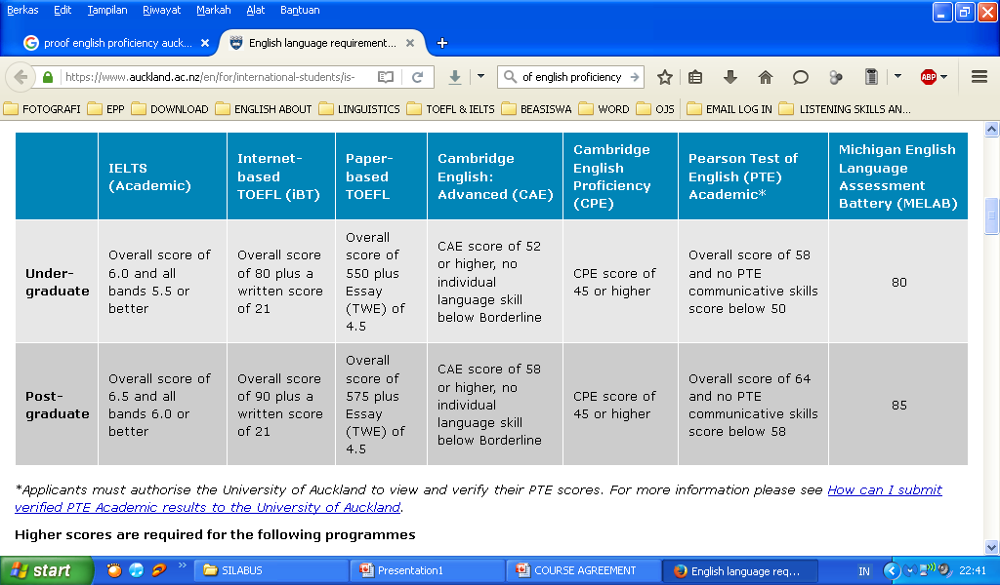 Berkas Edit Tampilan Riwayat Markah Alat Bantuan
proof english proficiency auck... × English language requirement... × +
https://www.auckland.ac.nz/en/for/international-students/is-
of english proficiency
ABP
FOTOGRAFI EPP DOWNLOAD ENGLISH ABOUT LINGUISTICS TOEFL & IELTS BEASISWA WORD OJS EMAIL LOG IN LISTENING SKILLS AN...
IELTS
(Academic)
Internet-
based
TOEFL (iBT)
Paper-
based
TOEFL
Cambridge
English:
Advanced (CAE)
Cambridge
English
Proficiency
(CPE)
Pearson Test of
English (PTE)
Academic*
Michigan English
Language
Assessment
Battery (MELAB)
Under-
graduate
Overall score of
6.0 and all
bands 5.5 or
better
Overall score
of 80 plus a
written score
of 21
Overall
score of
550 plus
Essay
(TWE) of
4.5
CAE score of 52
or higher, no
individual
language skill
below Borderline
CPE score of
45 or higher
Overall score of 58
and no PTE
communicative skills
score below 50
80
Post-
graduate
Overall score of
6.5 and all
bands 6.0 or
better
Overall score
of 90 plus a
written score
of 21
Overall
score of
575 plus
Essay
(TWE) of
4.5
CAE score of 58
or higher, no
individual
language skill
below Borderline
CPE score of
45 or higher
Overall score of 64
and no PTE
communicative skills
score below 58
85
*Applicants must authorise the University of Auckland to view and verify their PTE scores. For more information please see How can I submit
verified PTE Academic results to the University of Auckland.
Higher scores are required for the following programmes
start SILABUS Presentation1 COURSE AGREEMENT English language req... IN 22:41